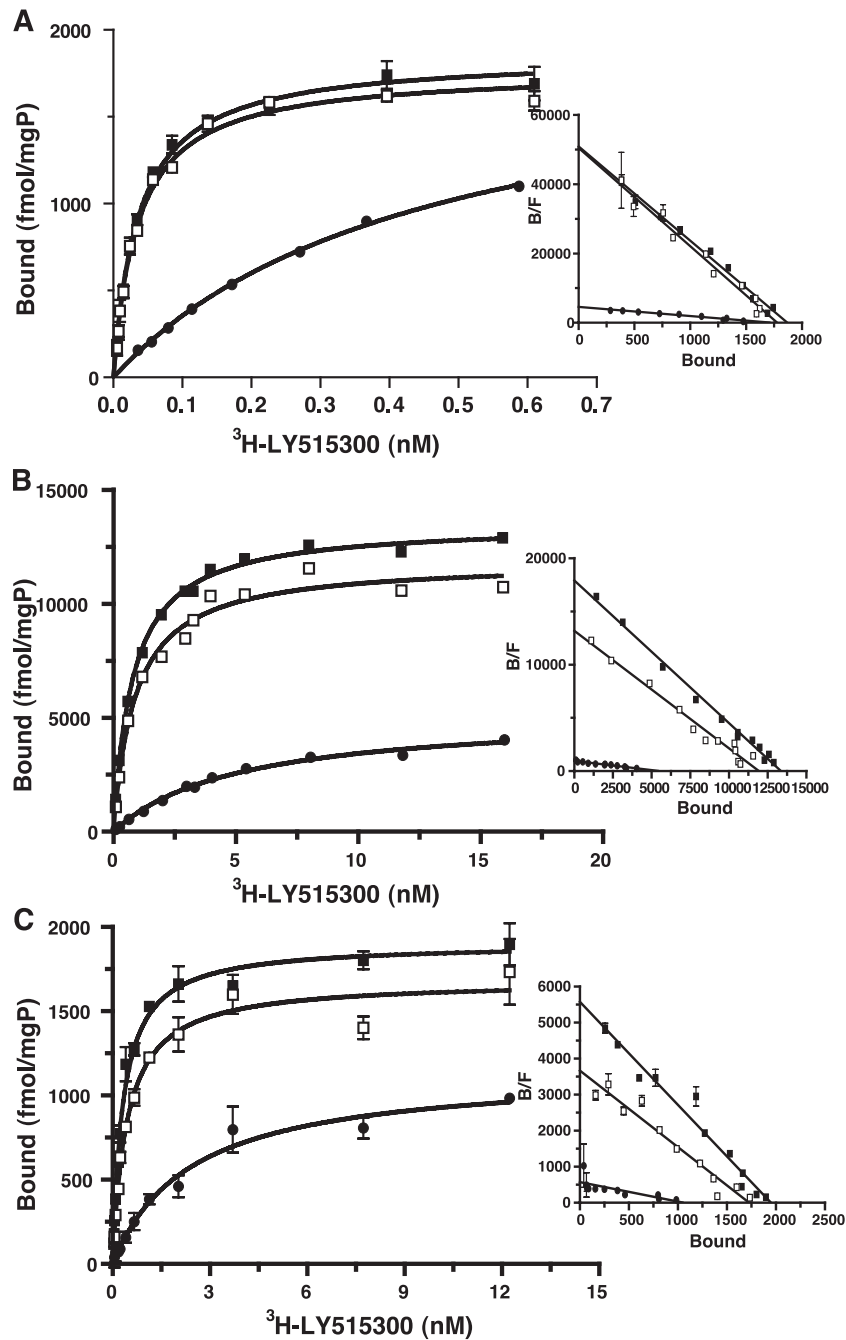 A
Bound (fmol/mgP)
2000
1000
0
0.0 0.1 0.2 0.3 0.4 0.5 0.6 0.7
³H-LY515300 (nM)
B/F
60000
40000
20000
0
0 500 1000 1500 2000
Bound
B
Bound (fmol/mgP)
15000
10000
5000
0
0 5 10 15 20
³H-LY515300 (nM)
B/F
20000
10000
0
0 2500 5000 7500 10000 12500 15000
Bound
C
Bound (fmol/mgP)
2000
1500
1000
500
0
0 3 6 9 12 15
³H-LY515300 (nM)
B/F
6000
5000
4000
3000
2000
1000
0
0 500 1000 1500 2000 2500
Bound